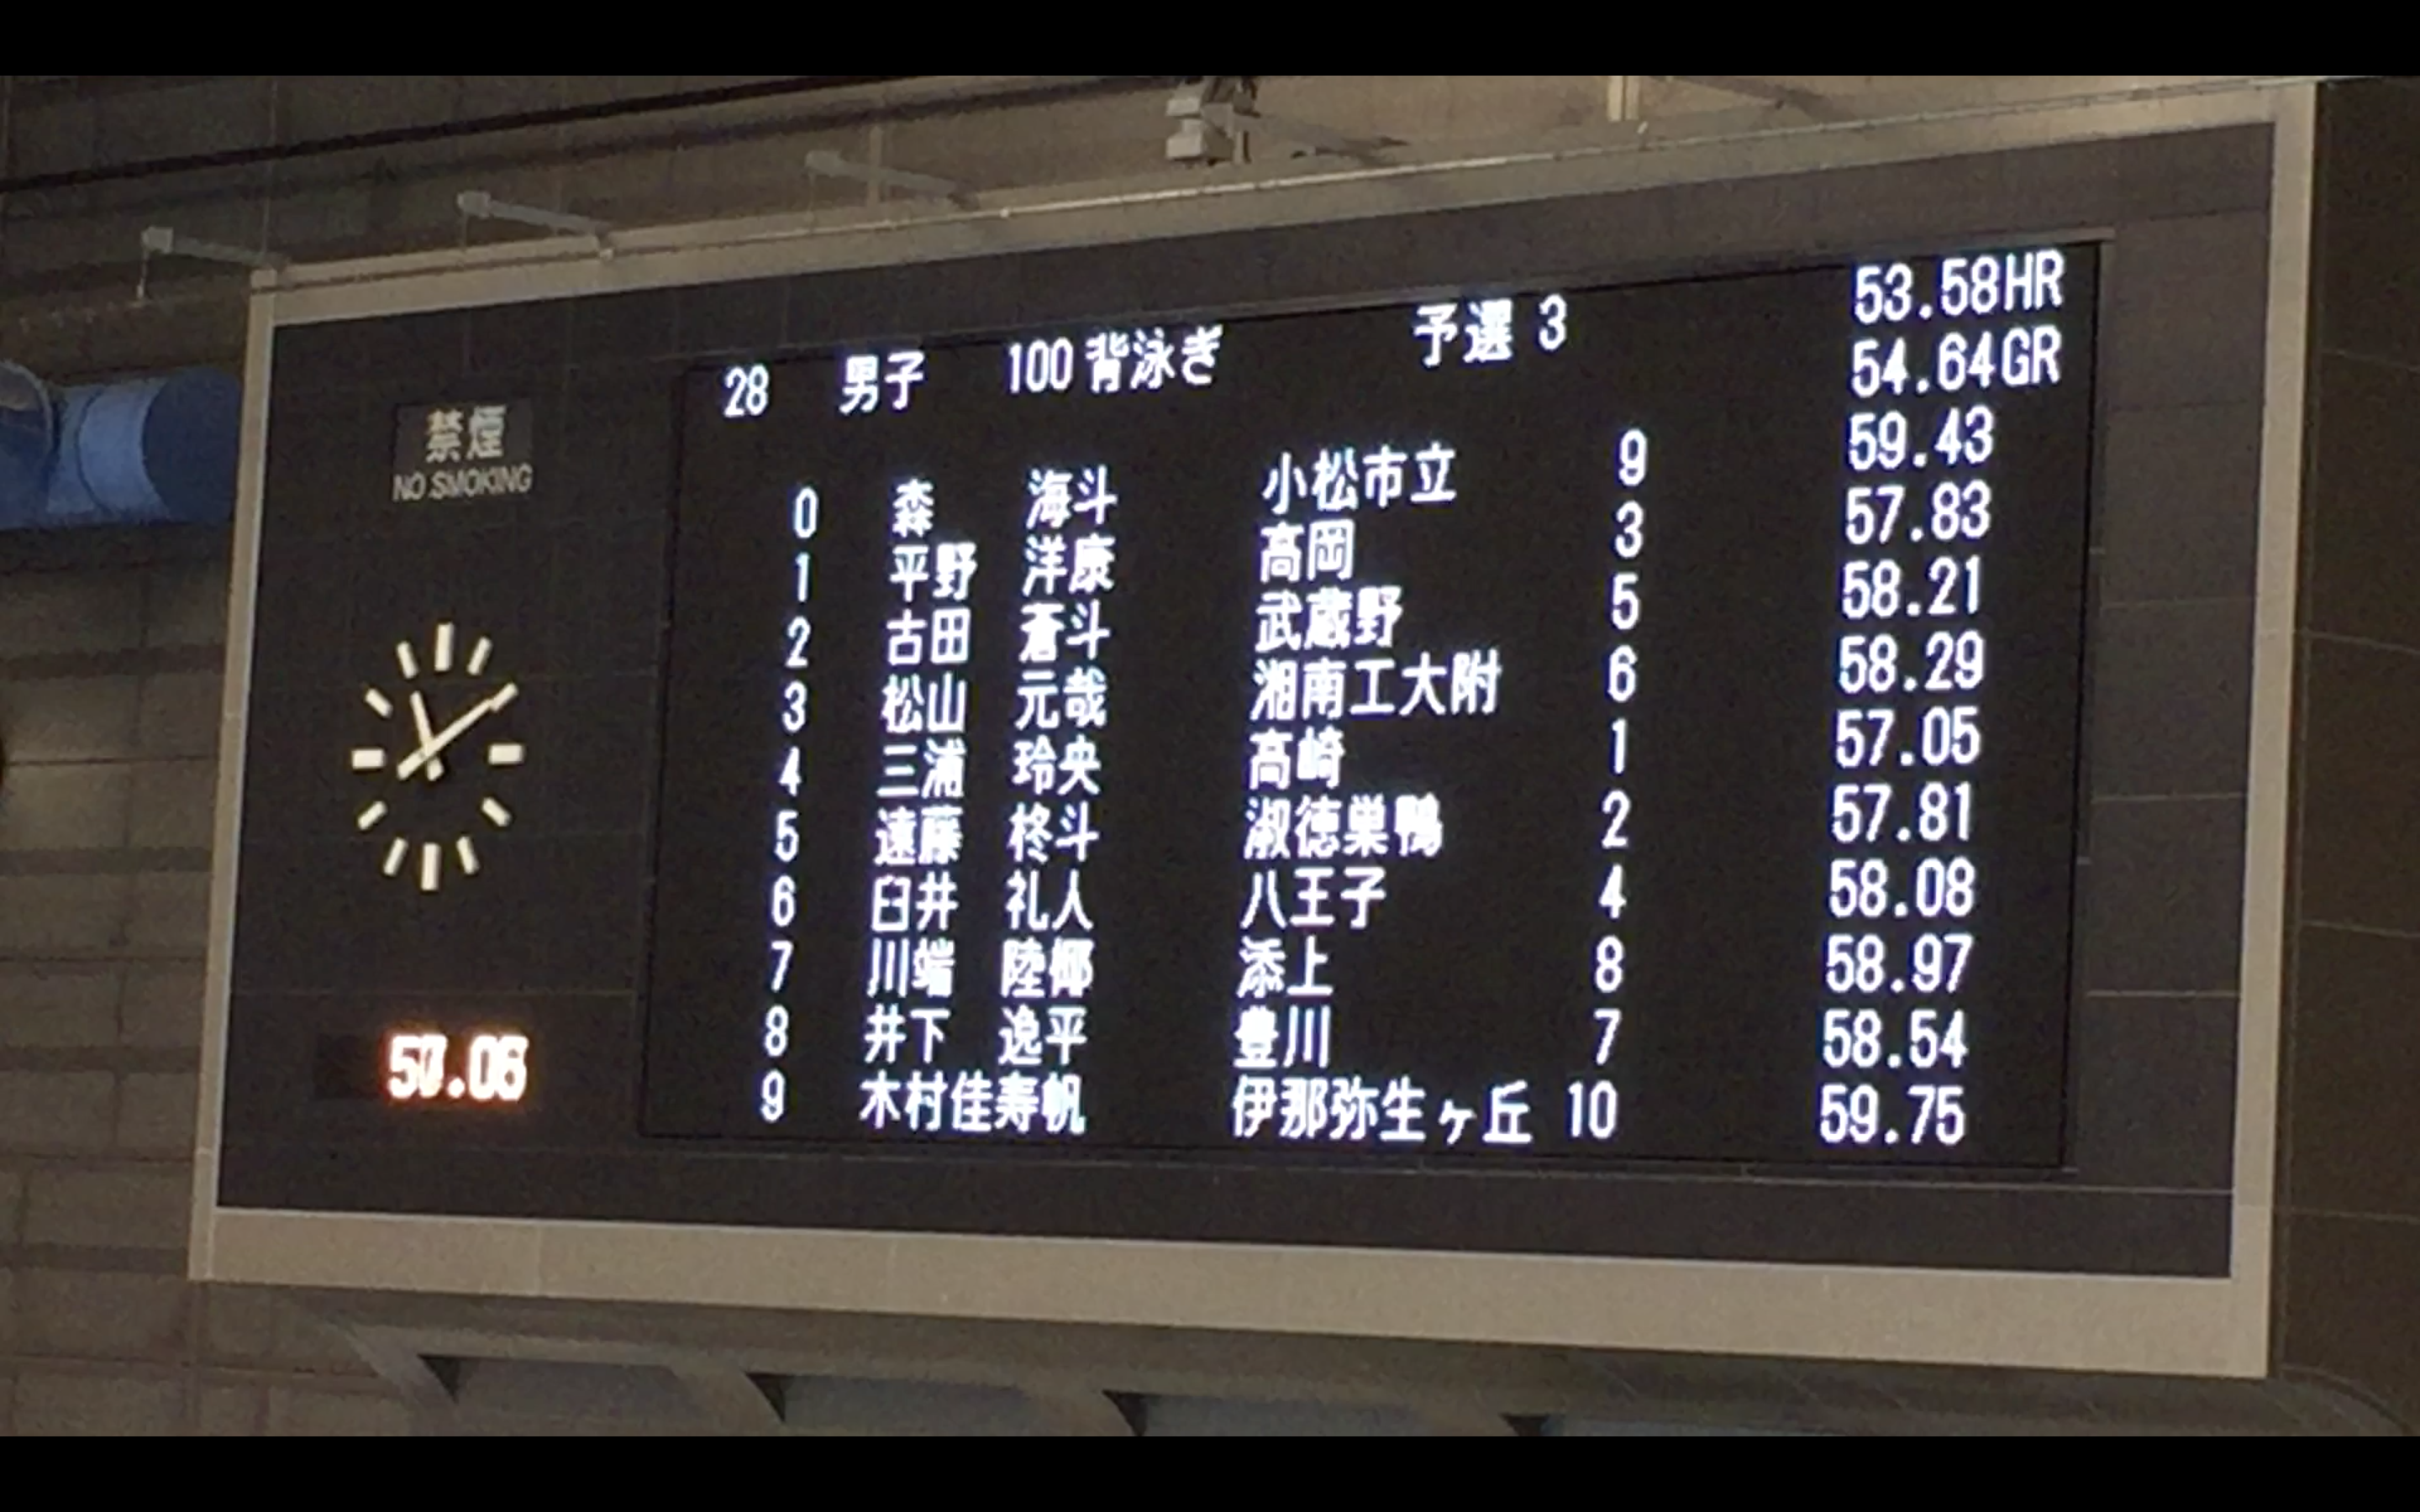 禁煙
NO SMOKING
53.58HR
28 男子 100背泳ぎ 予選 3 54.64GR
0 森 海斗 小松市立 9 59.43
1 平野 洋康 高岡 3 57.83
2 古田 蒼斗 武蔵野 5 58.21
3 松山 元哉 湘南工大附 6 58.29
4 三浦 玲央 高崎 1 57.05
5 遠藤 柊斗 淑徳巣鴨 2 57.81
6 臼井 礼人 八王子 4 58.08
7 川端 陸椰 添上 8 58.97
8 井下 逸平 豊川 7 58.54
9 木村佳寿帆 伊那弥生ヶ丘 10 59.75